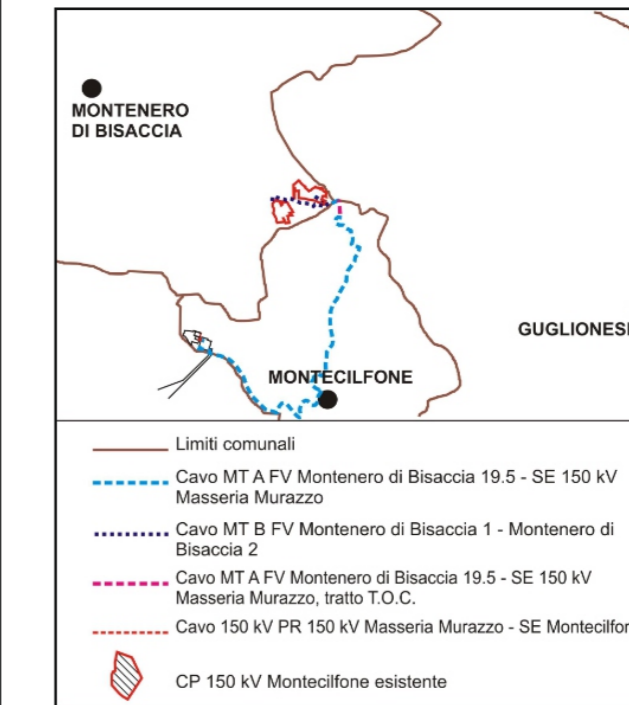 MONTENERO
DI BISACCIA
GUGLIONESI
MONTECILFONE
Limiti comunali
Cavo MT A FV Montenero di Bisaccia 19.5 - SE 150 kV
Masseria Murazzo
Cavo MT B FV Montenero di Bisaccia 1 - Montenero di
Bisaccia 2
Cavo MT A FV Montenero di Bisaccia 19.5 - SE 150 kV
Masseria Murazzo, tratto T.O.C.
Cavo 150 kV PR 150 kV Masseria Murazzo - SE Montecilfor
CP 150 kV Montecilfone esistente